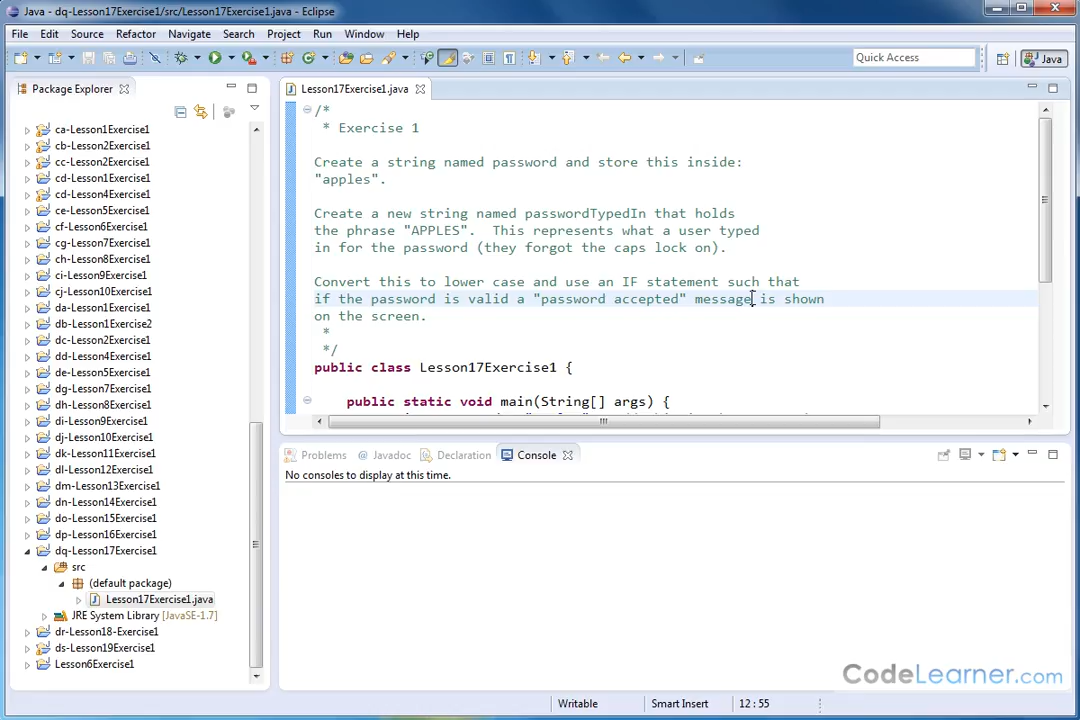 Java - dq-Lesson17Exercise1/src/Lesson17Exercise1.java - Eclipse
File Edit Source Refactor Navigate Search Project Run Window Help
Quick Access
Java
Package Explorer
Lesson17Exercise1.java
ca-Lesson1Exercise1
cb-Lesson2Exercise1
cc-Lesson2Exercise1
cd-Lesson1Exercise1
cd-Lesson4Exercise1
ce-Lesson5Exercise1
cf-Lesson6Exercise1
cg-Lesson7Exercise1
ch-Lesson8Exercise1
ci-Lesson9Exercise1
cj-Lesson10Exercise1
da-Lesson1Exercise1
db-Lesson1Exercise2
dc-Lesson2Exercise1
dd-Lesson4Exercise1
de-Lesson5Exercise1
dg-Lesson7Exercise1
dh-Lesson8Exercise1
di-Lesson9Exercise1
dj-Lesson10Exercise1
dk-Lesson11Exercise1
dl-Lesson12Exercise1
dm-Lesson13Exercise1
dn-Lesson14Exercise1
do-Lesson15Exercise1
dp-Lesson16Exercise1
dq-Lesson17Exercise1
src
(default package)
Lesson17Exercise1.java
JRE System Library [JavaSE-1.7]
dr-Lesson18-Exercise1
ds-Lesson19Exercise1
Lesson6Exercise1
/*
* Exercise 1
Create a string named password and store this inside:
"apples".
Create a new string named passwordTypedIn that holds
the phrase "APPLES".  This represents what a user typed
in for the password (they forgot the caps lock on).
Convert this to lower case and use an IF statement such that
if the password is valid a "password accepted" message is shown
on the screen.
*
*/
public class Lesson17Exercise1 {
public static void main(String[] args) {
Problems @ Javadoc Declaration Console
No consoles to display at this time.
CodeLearner.com
Writable Smart Insert 12 : 55